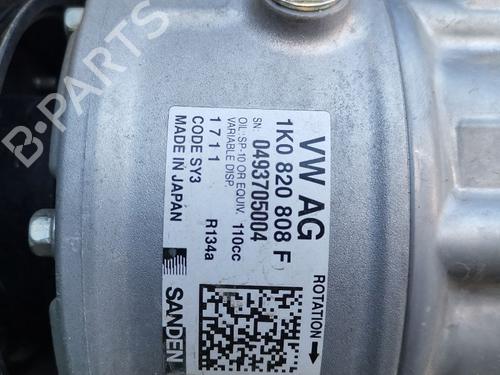 VW AG
1K0 820 808 F
SN: 0493705004
OIL: SP-10 OR EQUIV. 110cc
VARIABLE DISP.
1711 R134a
CODE SY3
MADE IN JAPAN
ROTATION →
SANDEN
B-PARTS